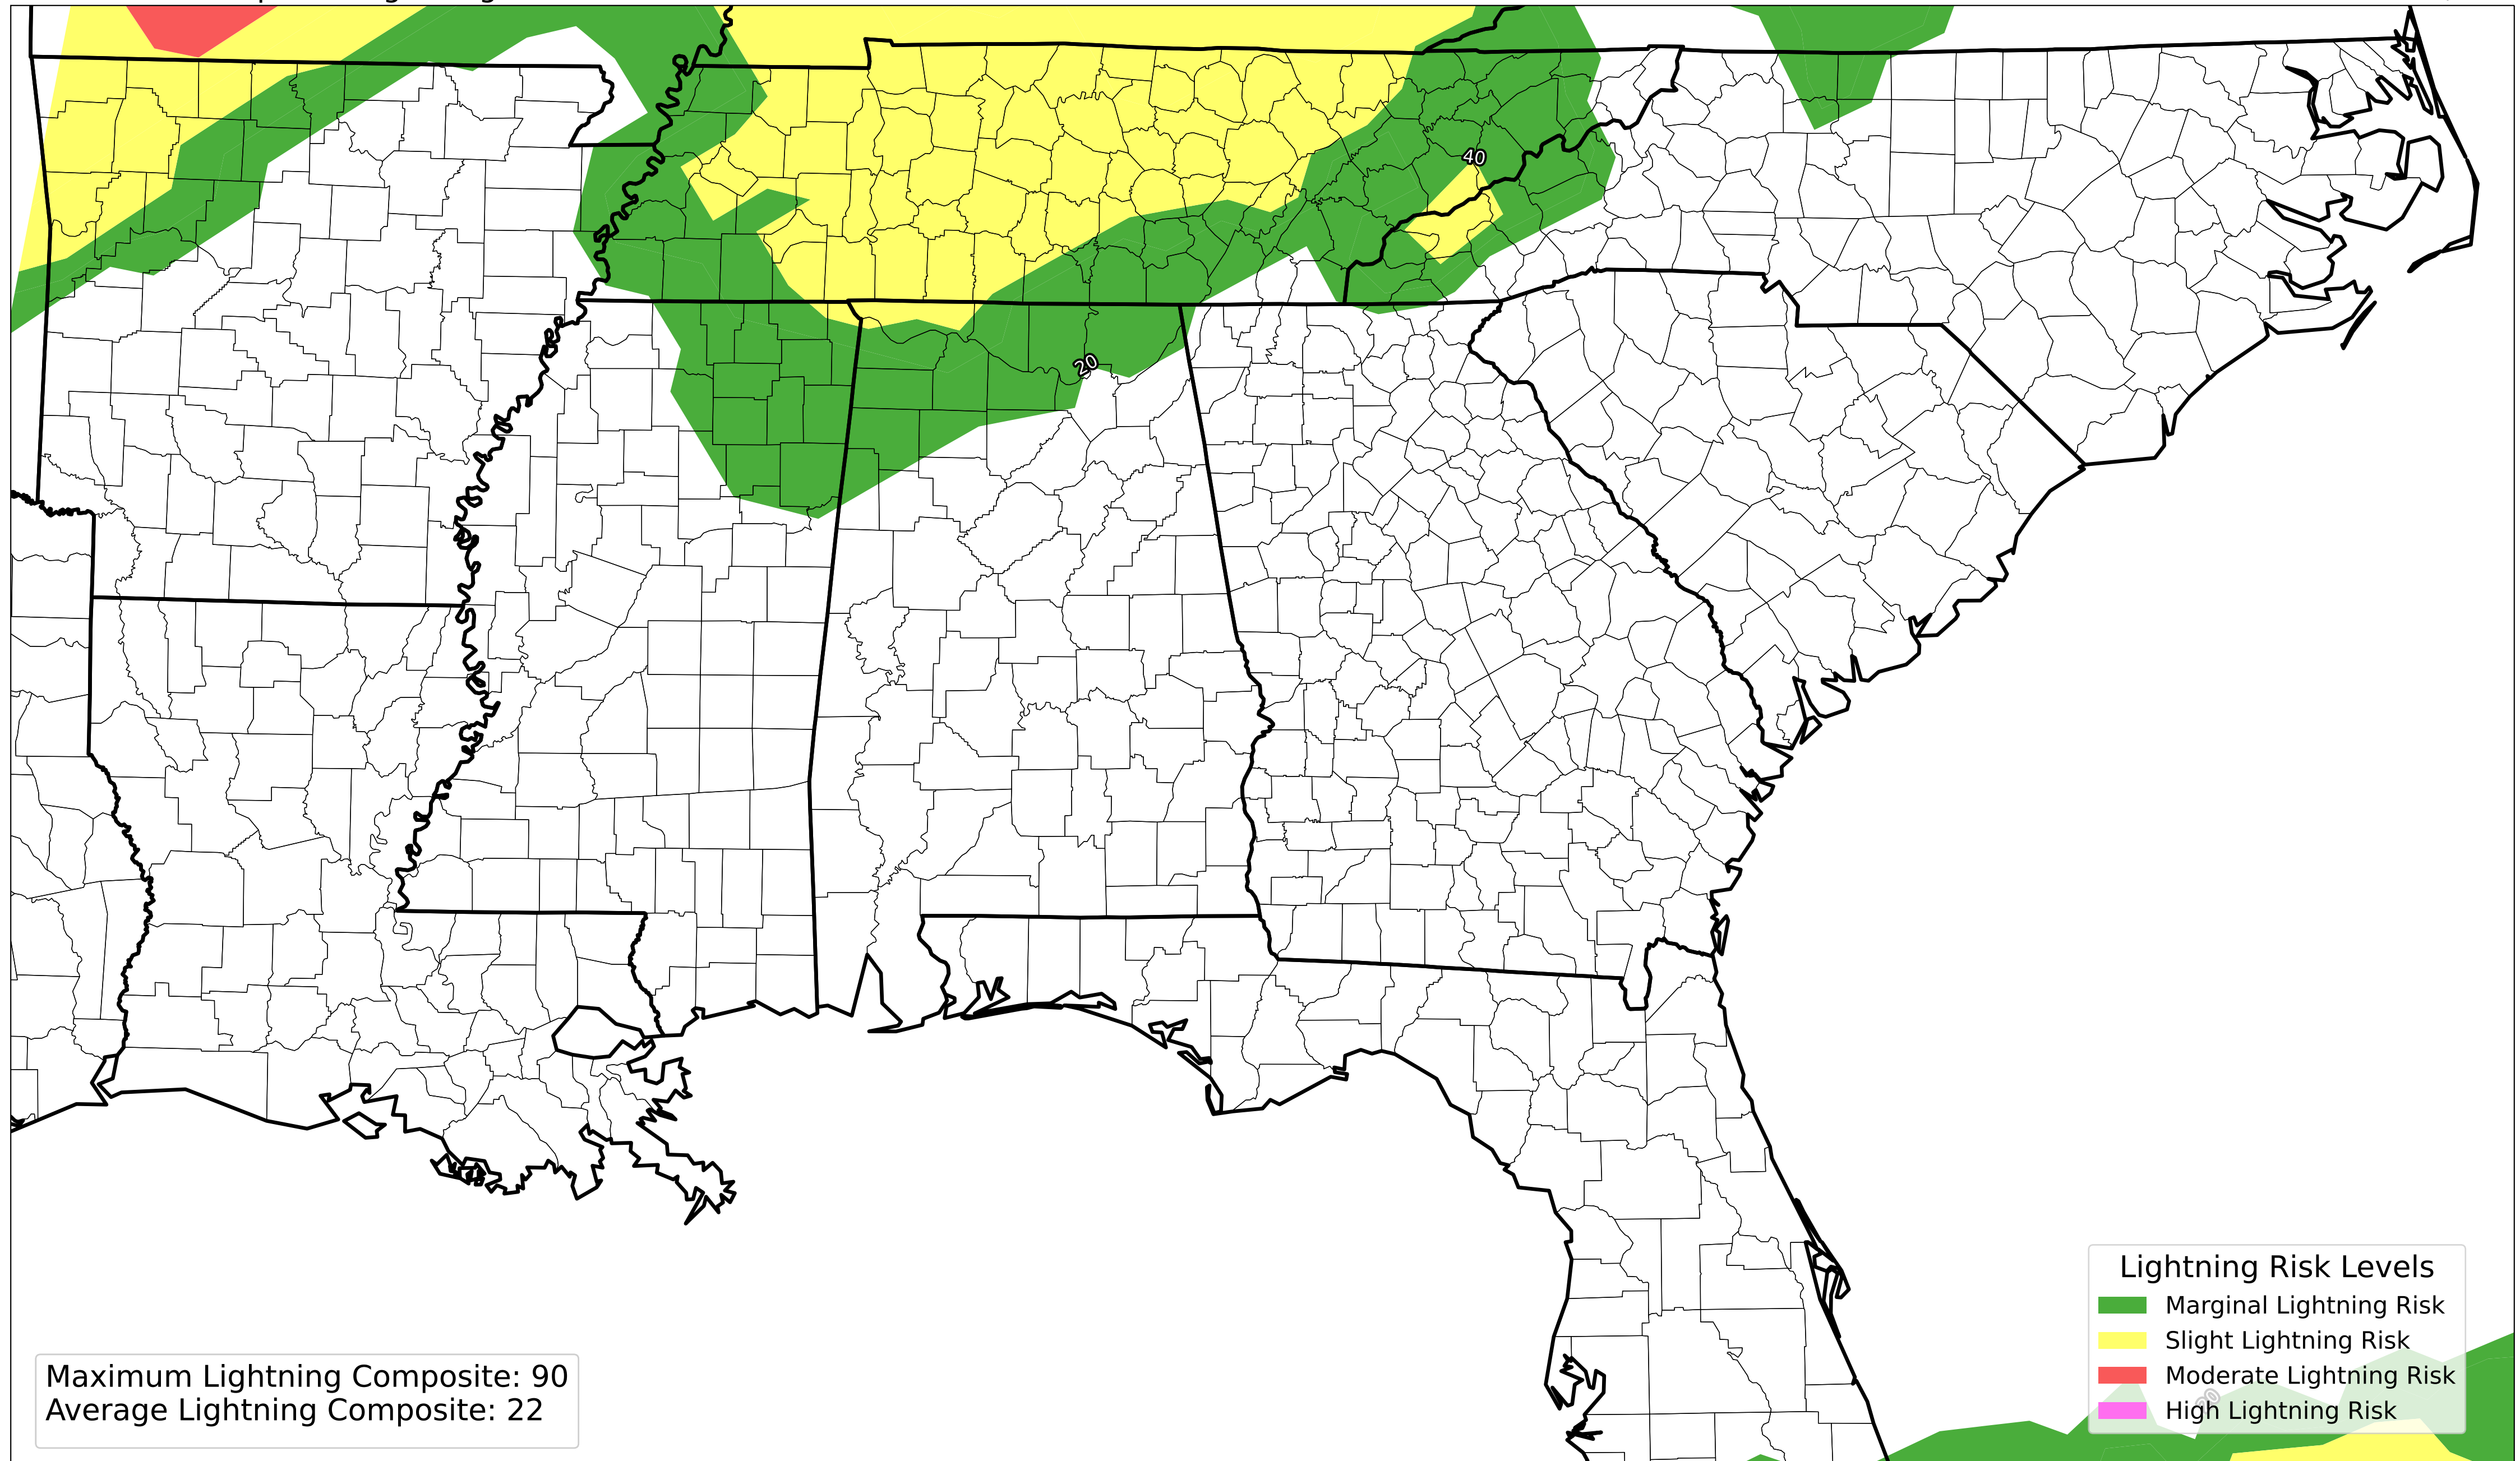 40
20
Lightning Risk Levels
Marginal Lightning Risk
Slight Lightning Risk
Moderate Lightning Risk
High Lightning Risk
Maximum Lightning Composite: 90
Average Lightning Composite: 22